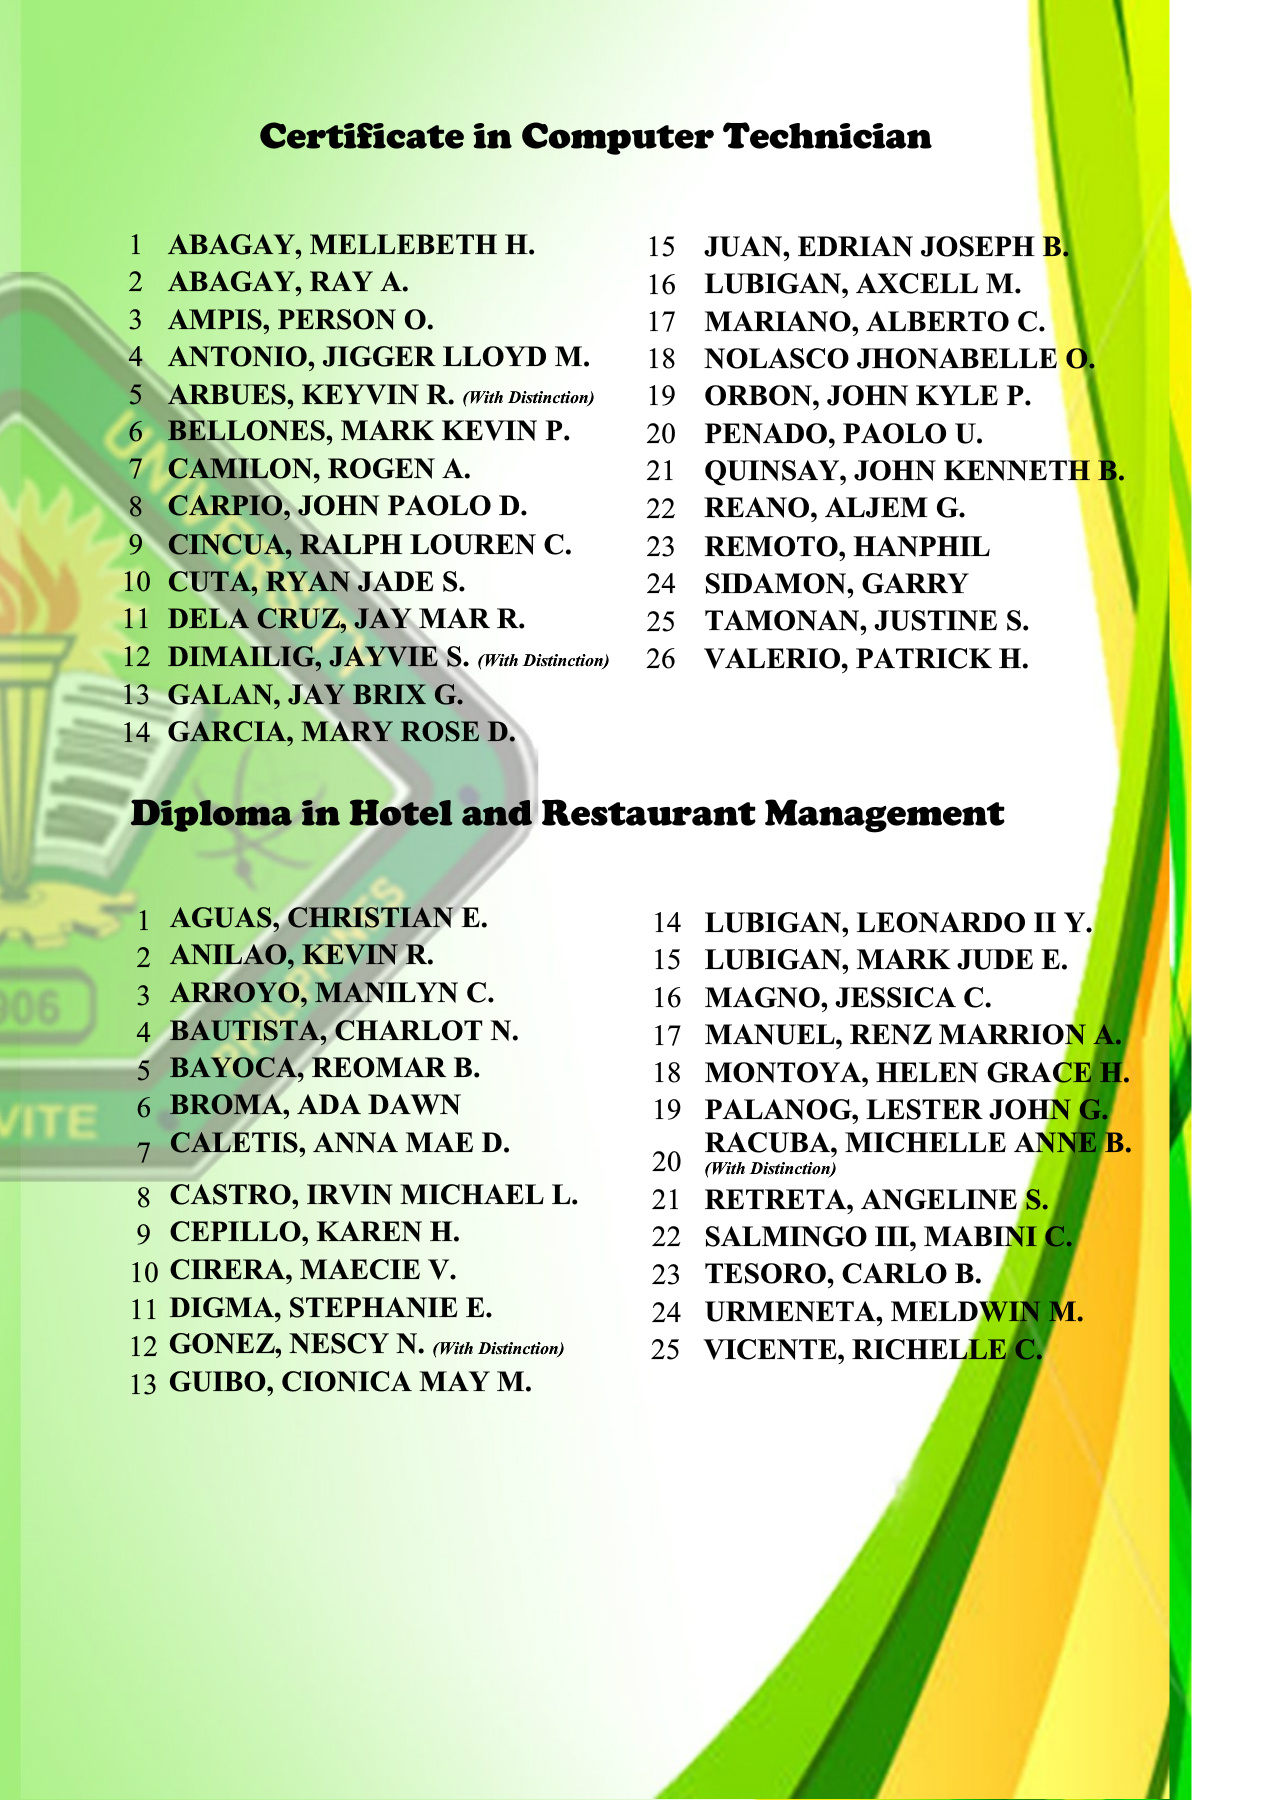 Certificate in Computer Technician
1 ABAGAY, MELLEBETH H.
2 ABAGAY, RAY A.
3 AMPIS, PERSON O.
4 ANTONIO, JIGGER LLOYD M.
5 ARBUES, KEYVIN R. (With Distinction)
6 BELLONES, MARK KEVIN P.
7 CAMILON, ROGEN A.
8 CARPIO, JOHN PAOLO D.
9 CINCUA, RALPH LOUREN C.
10 CUTA, RYAN JADE S.
11 DELA CRUZ, JAY MAR R.
12 DIMAILIG, JAYVIE S. (With Distinction)
13 GALAN, JAY BRIX G.
14 GARCIA, MARY ROSE D.
15 JUAN, EDRIAN JOSEPH B.
16 LUBIGAN, AXCELL M.
17 MARIANO, ALBERTO C.
18 NOLASCO JHONABELLE O.
19 ORBON, JOHN KYLE P.
20 PENADO, PAOLO U.
21 QUINSAY, JOHN KENNETH B.
22 REANO, ALJEM G.
23 REMOTO, HANPHIL
24 SIDAMON, GARRY
25 TAMONAN, JUSTINE S.
26 VALERIO, PATRICK H.
Diploma in Hotel and Restaurant Management
1 AGUAS, CHRISTIAN E.
2 ANILAO, KEVIN R.
3 ARROYO, MANILYN C.
4 BAUTISTA, CHARLOT N.
5 BAYOCA, REOMAR B.
6 BROMA, ADA DAWN
7 CALETIS, ANNA MAE D.
8 CASTRO, IRVIN MICHAEL L.
9 CEPILLO, KAREN H.
10 CIRERA, MAECIE V.
11 DIGMA, STEPHANIE E.
12 GONEZ, NESCY N. (With Distinction)
13 GUIBO, CIONICA MAY M.
14 LUBIGAN, LEONARDO II Y.
15 LUBIGAN, MARK JUDE E.
16 MAGNO, JESSICA C.
17 MANUEL, RENZ MARRION A.
18 MONTOYA, HELEN GRACE H.
19 PALANOG, LESTER JOHN G.
20 RACUBA, MICHELLE ANNE B.
(With Distinction)
21 RETRETA, ANGELINE S.
22 SALMINGO III, MABINI C.
23 TESORO, CARLO B.
24 URMENETA, MELDWIN M.
25 VICENTE, RICHELLE C.
UNIVERSITY
PHILIPPINES
906
VITE